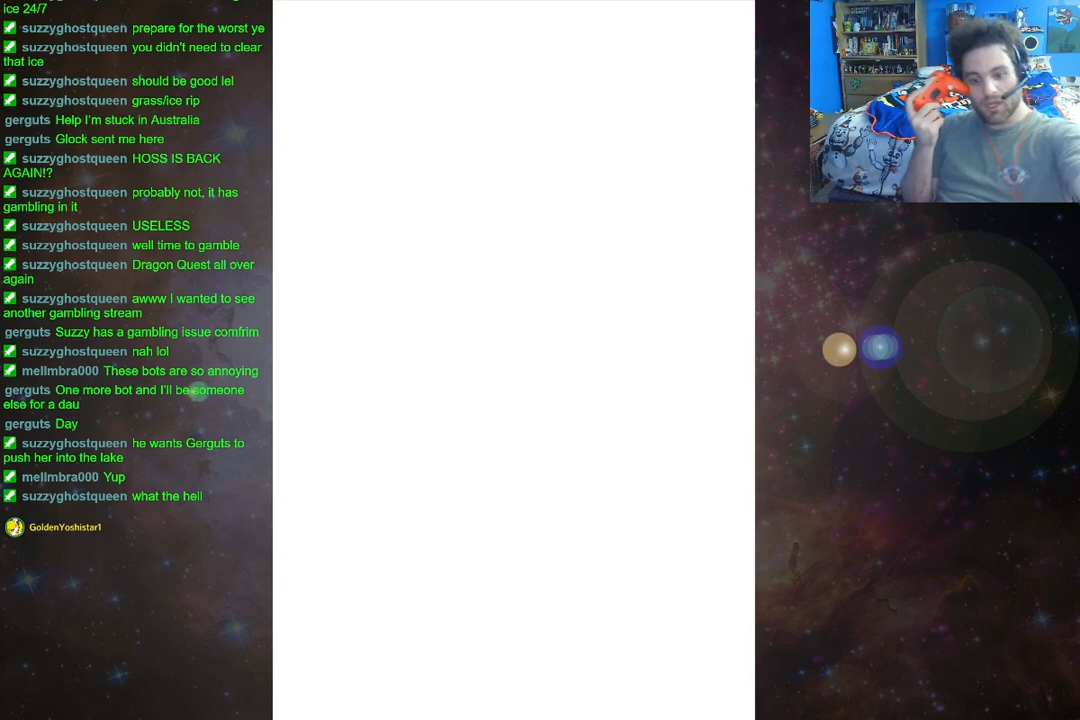 ice 24/7
suzzyghostqueen prepare for the worst ye
suzzyghostqueen you didn't need to clear
that ice
suzzyghostqueen should be good lel
suzzyghostqueen grass/ice rip
gerguts Help I'm stuck in Australia
gerguts Glock sent me here
suzzyghostqueen HOSS IS BACK
AGAIN!?
suzzyghostqueen probably not, it has
gambling in it
suzzyghostqueen USELESS
suzzyghostqueen well time to gamble
suzzyghostqueen Dragon Quest all over
again
suzzyghostqueen awww I wanted to see
another gambling stream
gerguts Suzzy has a gambling issue comfrim
suzzyghostqueen nah lol
mellmbra000 These bots are so annoying
gerguts One more bot and I'll be someone
else for a dau
gerguts Day
suzzyghostqueen he wants Gerguts to
push her into the lake
mellmbra000 Yup
suzzyghostqueen what the hell
GoldenYoshistar1